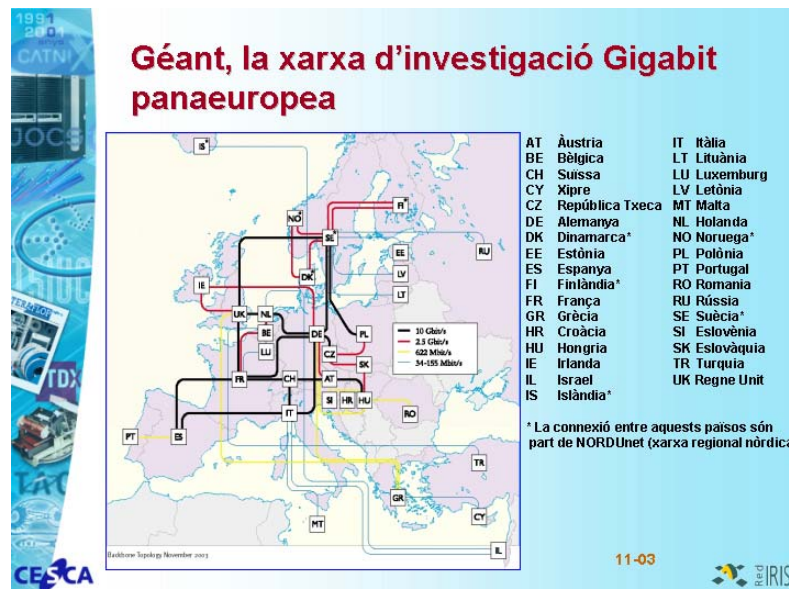 1991
2001
anys
CATNIX
JOCS
TERAFLOP
TDX
TAC
CESCA
Géant, la xarxa d'investigació Gigabit
panaeuropea
IS*
NO*
SE*
FI*
DK*
EE
RU
LV
LT
IE
UK
NL
BE
LU
DE
PL
CZ
SK
FR
CH
AT
SI
HR
HU
IT
RO
PT
ES
TR
GR
CY
MT
IL
10 Gbit/s
2.5 Gbit/s
622 Mbit/s
34-155 Mbit/s
Backbone Topology November 2003
AT Àustria
BE Bèlgica
CH Suïssa
CY Xipre
CZ República Txeca
DE Alemanya
DK Dinamarca*
EE Estònia
ES Espanya
FI Finlàndia*
FR França
GR Grècia
HR Croàcia
HU Hongria
IE Irlanda
IL Israel
IS Islàndia*
IT Itàlia
LT Lituània
LU Luxemburg
LV Letònia
MT Malta
NL Holanda
NO Noruega*
PL Polònia
PT Portugal
RO Romania
RU Rússia
SE Suècia*
SI Eslovènia
SK Eslovàquia
TR Turquia
UK Regne Unit
* La connexió entre aquests països són
part de NORDUnet (xarxa regional nòrdica
11-03
Red IRIS